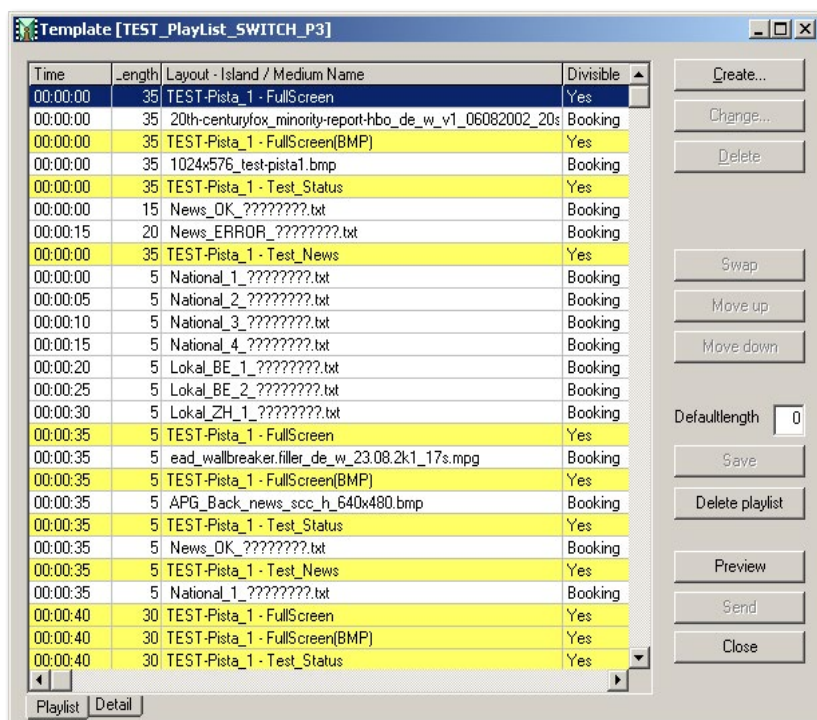 Template [TEST_PlayList_SWITCH_P3]
Time Length Layout - Island / Medium Name Divisible
00:00:00 35 TEST-Pista_1 - FullScreen Yes
00:00:00 35 20th-centuryfox_minority-report-hbo_de_w_v1_06082002_20s Booking
00:00:00 35 TEST-Pista_1 - FullScreen(BMP) Yes
00:00:00 35 1024x576_test-pista1.bmp Booking
00:00:00 35 TEST-Pista_1 - Test_Status Yes
00:00:00 15 News_OK_????????.txt Booking
00:00:15 20 News_ERROR_????????.txt Booking
00:00:00 35 TEST-Pista_1 - Test_News Yes
00:00:00 5 National_1_????????.txt Booking
00:00:05 5 National_2_????????.txt Booking
00:00:10 5 National_3_????????.txt Booking
00:00:15 5 National_4_????????.txt Booking
00:00:20 5 Lokal_BE_1_????????.txt Booking
00:00:25 5 Lokal_BE_2_????????.txt Booking
00:00:30 5 Lokal_ZH_1_????????.txt Booking
00:00:35 5 TEST-Pista_1 - FullScreen Yes
00:00:35 5 ead_wallbreaker.filler_de_w_23.08.2k1_17s.mpg Booking
00:00:35 5 TEST-Pista_1 - FullScreen(BMP) Yes
00:00:35 5 APG_Back_news_scc_h_640x480.bmp Booking
00:00:35 5 TEST-Pista_1 - Test_Status Yes
00:00:35 5 News_OK_????????.txt Booking
00:00:35 5 TEST-Pista_1 - Test_News Yes
00:00:35 5 National_1_????????.txt Booking
00:00:40 30 TEST-Pista_1 - FullScreen Yes
00:00:40 30 TEST-Pista_1 - FullScreen(BMP) Yes
00:00:40 30 TEST-Pista_1 - Test_Status Yes
Playlist Detail
Create...
Change...
Delete
Swap
Move up
Move down
Defaultlength 0
Save
Delete playlist
Preview
Send
Close